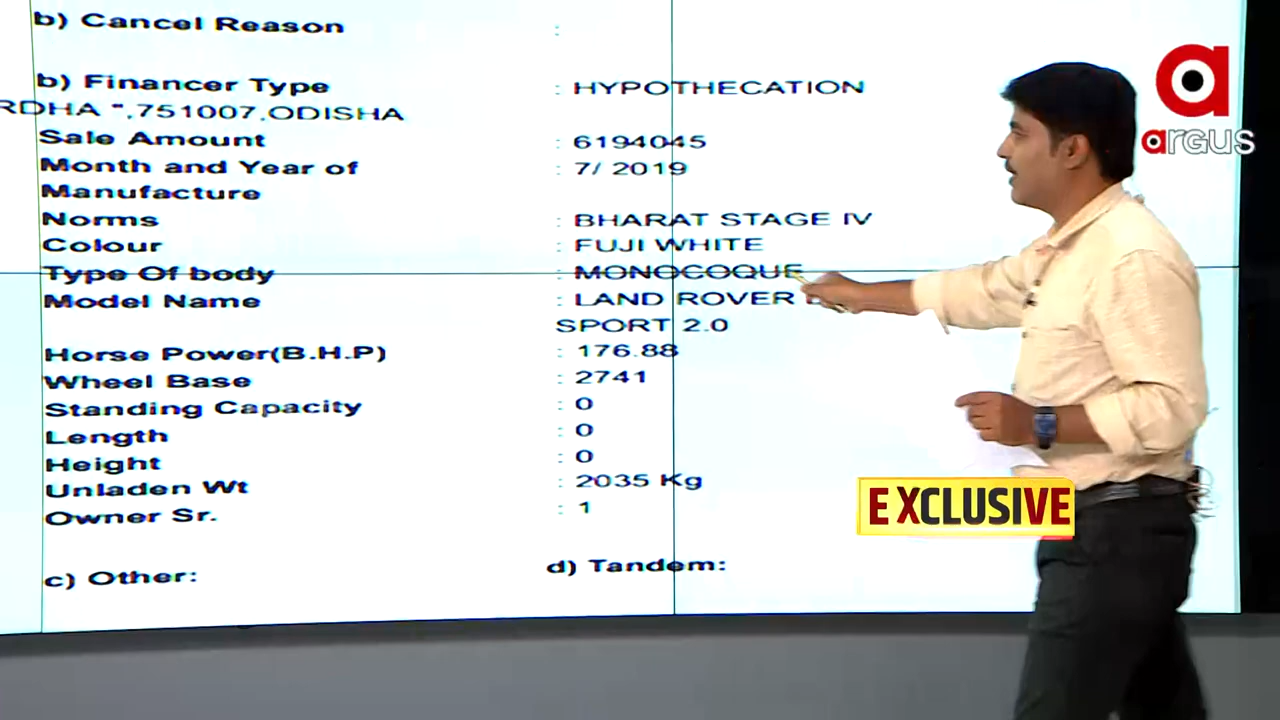 b) Cancel Reason :
b) Financer Type : HYPOTHECATION
RDHA ",751007,ODISHA
Sale Amount : 6194045
Month and Year of : 7/ 2019
Manufacture
Norms : BHARAT STAGE IV
Colour : FUJI WHITE
Type Of body : MONOCOQUE
Model Name : LAND ROVER
SPORT 2.0
Horse Power(B.H.P) : 176.88
Wheel Base : 2741
Standing Capacity : 0
Length : 0
Height : 0
Unladen Wt : 2035 Kg
Owner Sr. : 1
c) Other: d) Tandem:
a
argus
EXCLUSIVE